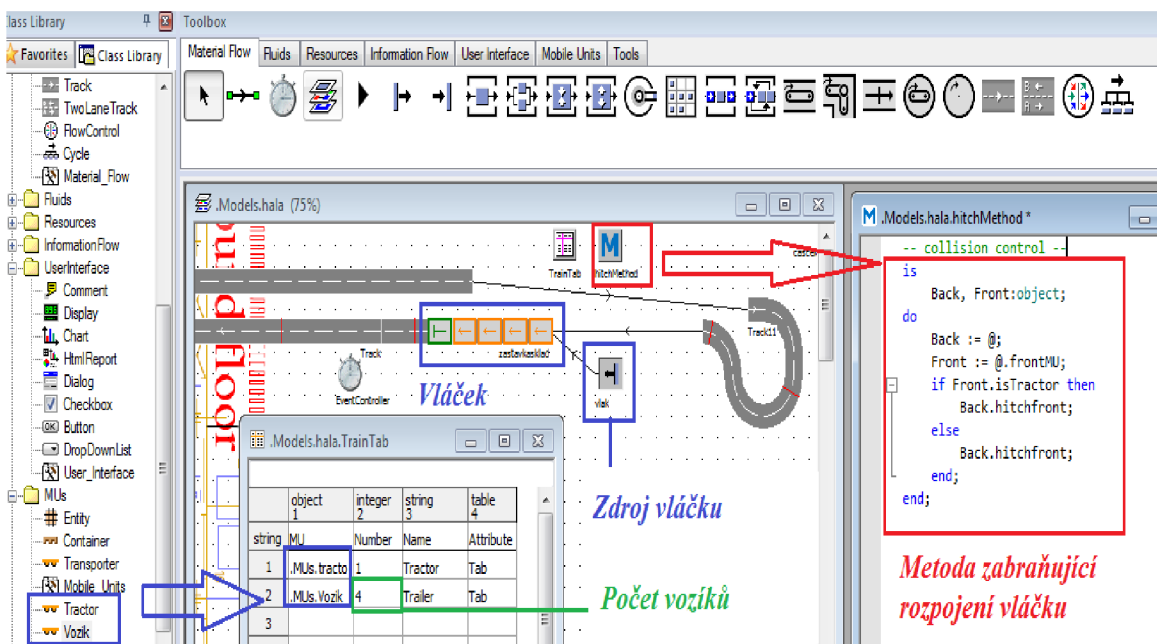 Class Library
Toolbox
Favorites
Class Library
Material Flow
Fluids
Resources
Information Flow
User Interface
Mobile Units
Tools
Track
TwoLaneTrack
FlowControl
Cycle
Material_Flow
Fluids
Resources
InformationFlow
UserInterface
Comment
Display
Chart
HtmlReport
Dialog
Checkbox
Button
DropDownList
User_Interface
MUs
Entity
Container
Transporter
Mobile_Units
Tractor
Vozik
.Models.hala (75%)
TrainTab
hitchMethod
Track11
Track
zastavkasklad
EventController
vlak
floor
Vláček
Zdroj vláčku
.Models.hala.TrainTab
object integer string table
1 2 3 4
string MU Number Name Attribute
1 .MUs.tracto 1 Tractor Tab
2 .MUs.Vozik 4 Trailer Tab
3
Počet vozíků
M .Models.hala.hitchMethod *
-- collision control --
is
Back, Front:object;
do
Back := @;
Front := @.frontMU;
if Front.isTractor then
Back.hitchfront;
else
Back.hitchfront;
end;
end;
Metoda zabraňující
rozpojení vláčku